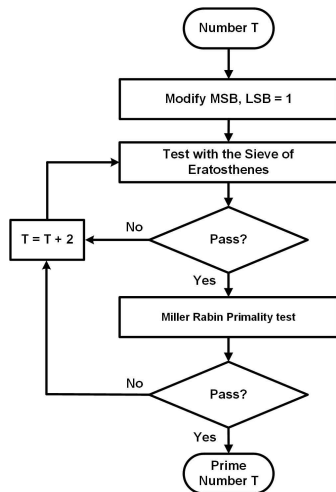 Number T
Modify MSB, LSB = 1
Test with the Sieve of
Eratosthenes
No
T = T + 2
Pass?
Yes
Miller Rabin Primality test
No
Pass?
Yes
Prime
Number T